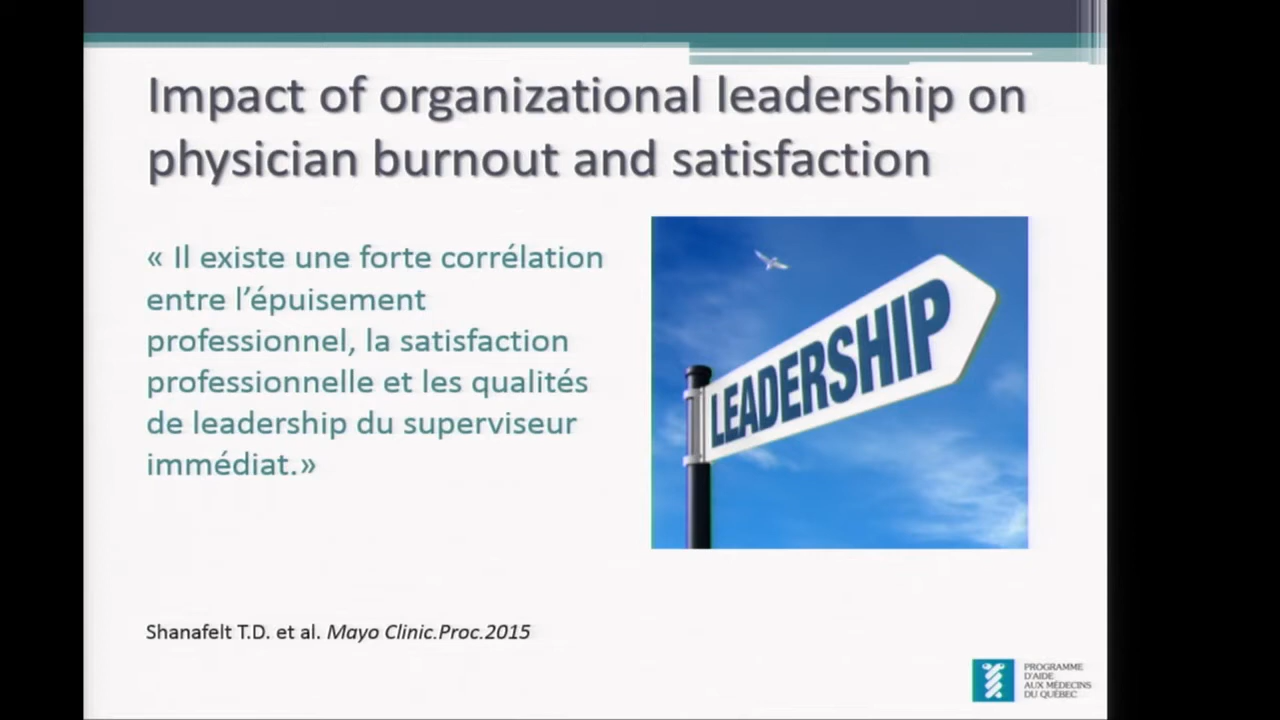 Impact of organizational leadership on
physician burnout and satisfaction
« Il existe une forte corrélation
entre l’épuisement
professionnel, la satisfaction
professionnelle et les qualités
de leadership du superviseur
immédiat.»
LEADERSHIP
Shanafelt T.D. et al. Mayo Clinic.Proc.2015
PROGRAMME
D'AIDE
AUX MÉDECINS
DU QUÉBEC